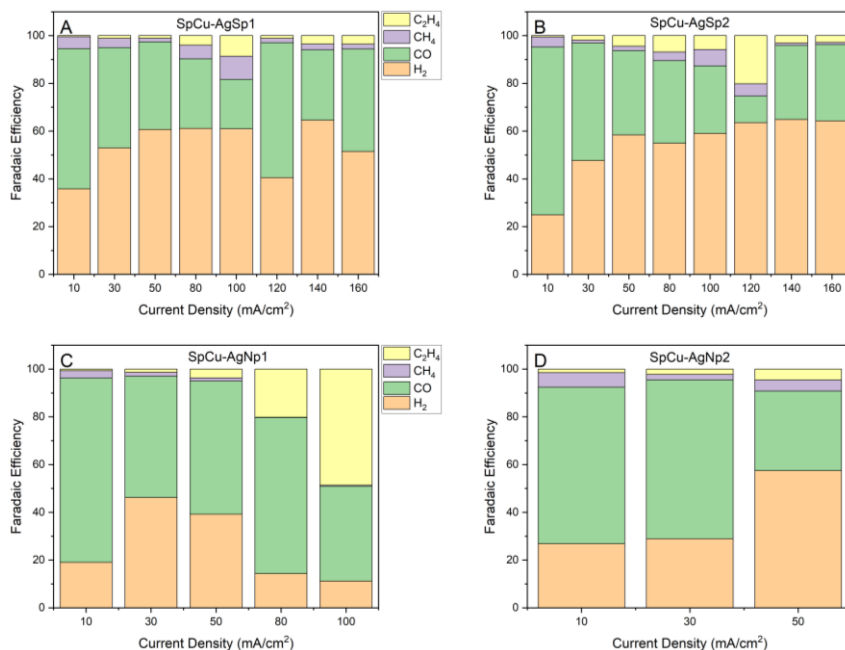 A
SpCu-AgSp1
Faradaic Efficiency
100
80
60
40
20
0
10 30 50 80 100 120 140 160
Current Density (mA/cm²)
C₂H₄
CH₄
CO
H₂
B
SpCu-AgSp2
Faradaic Efficiency
100
80
60
40
20
0
10 30 50 80 100 120 140 160
Current Density (mA/cm²)
C
SpCu-AgNp1
Faradaic Efficiency
100
80
60
40
20
0
10 30 50 80 100
Current Density (mA/cm²)
C₂H₄
CH₄
CO
H₂
D
SpCu-AgNp2
Faradaic Efficiency
100
80
60
40
20
0
10 30 50
Current Density (mA/cm²)